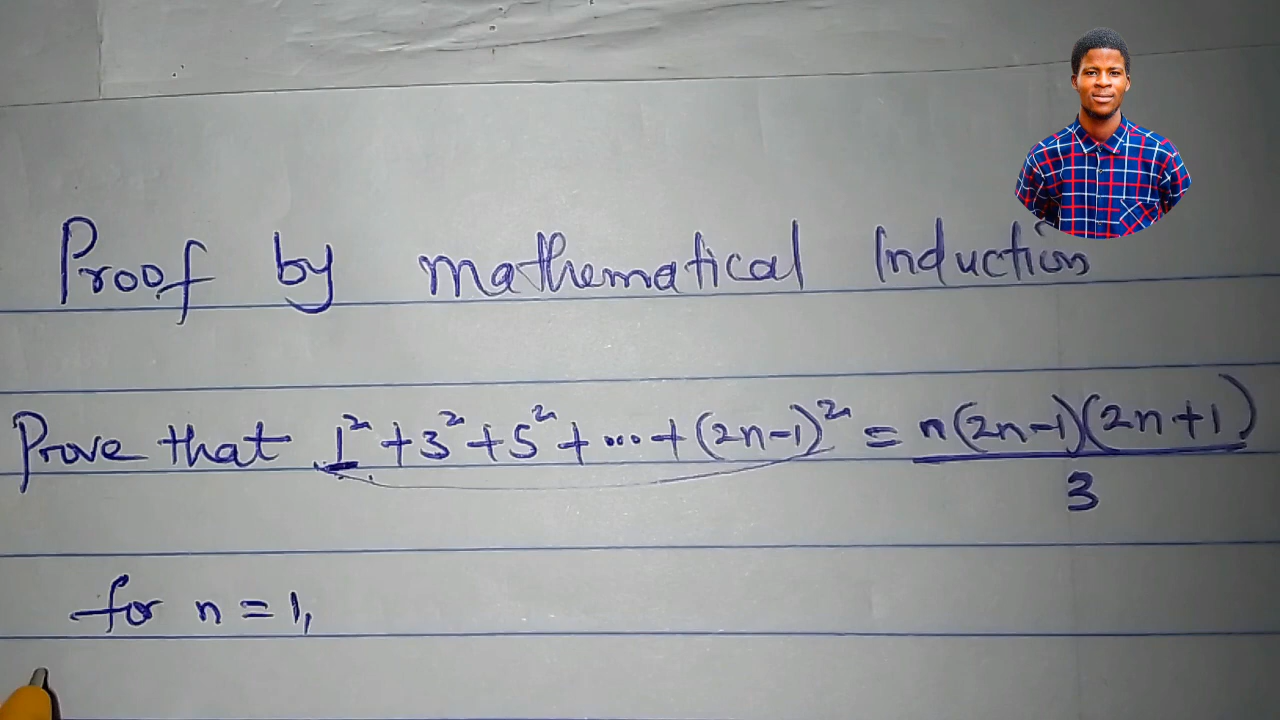 Proof by mathematical Induction
Prove that 1² + 3² + 5² + ... + (2n-1)² = n(2n-1)(2n+1)/3
for n = 1,